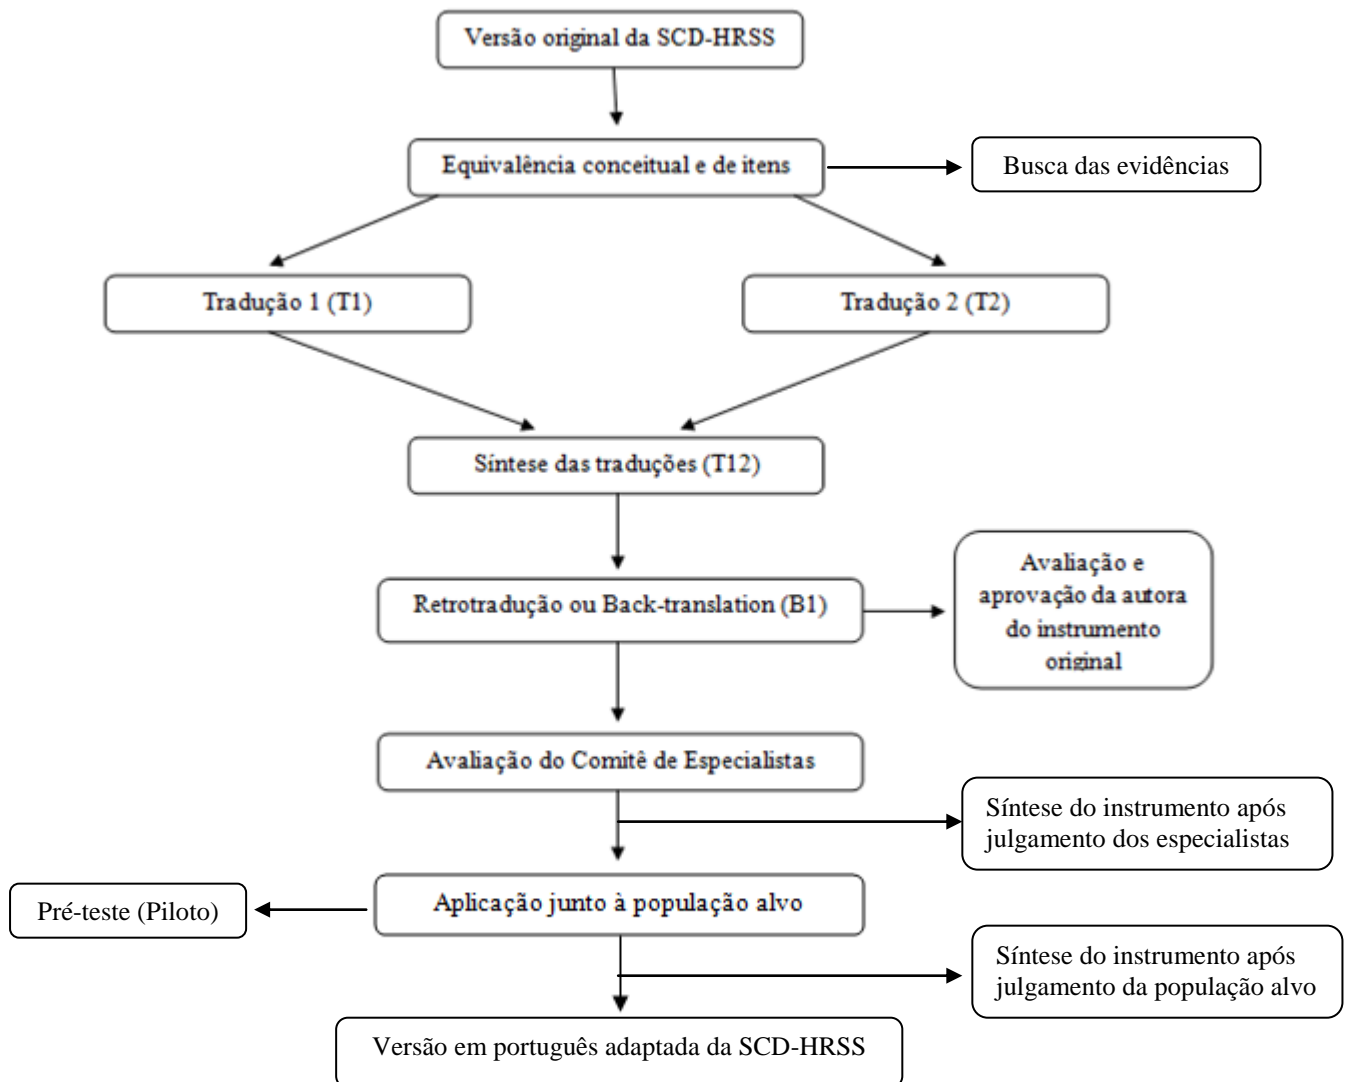 Versão original da SCD-HRSS
Equivalência conceitual e de itens
Busca das evidências
Tradução 1 (T1)
Tradução 2 (T2)
Síntese das traduções (T12)
Retrotradução ou Back-translation (B1)
Avaliação e
aprovação da autora
do instrumento
original
Avaliação do Comitê de Especialistas
Síntese do instrumento após
julgamento dos especialistas
Pré-teste (Piloto)
Aplicação junto à população alvo
Síntese do instrumento após
julgamento da população alvo
Versão em português adaptada da SCD-HRSS